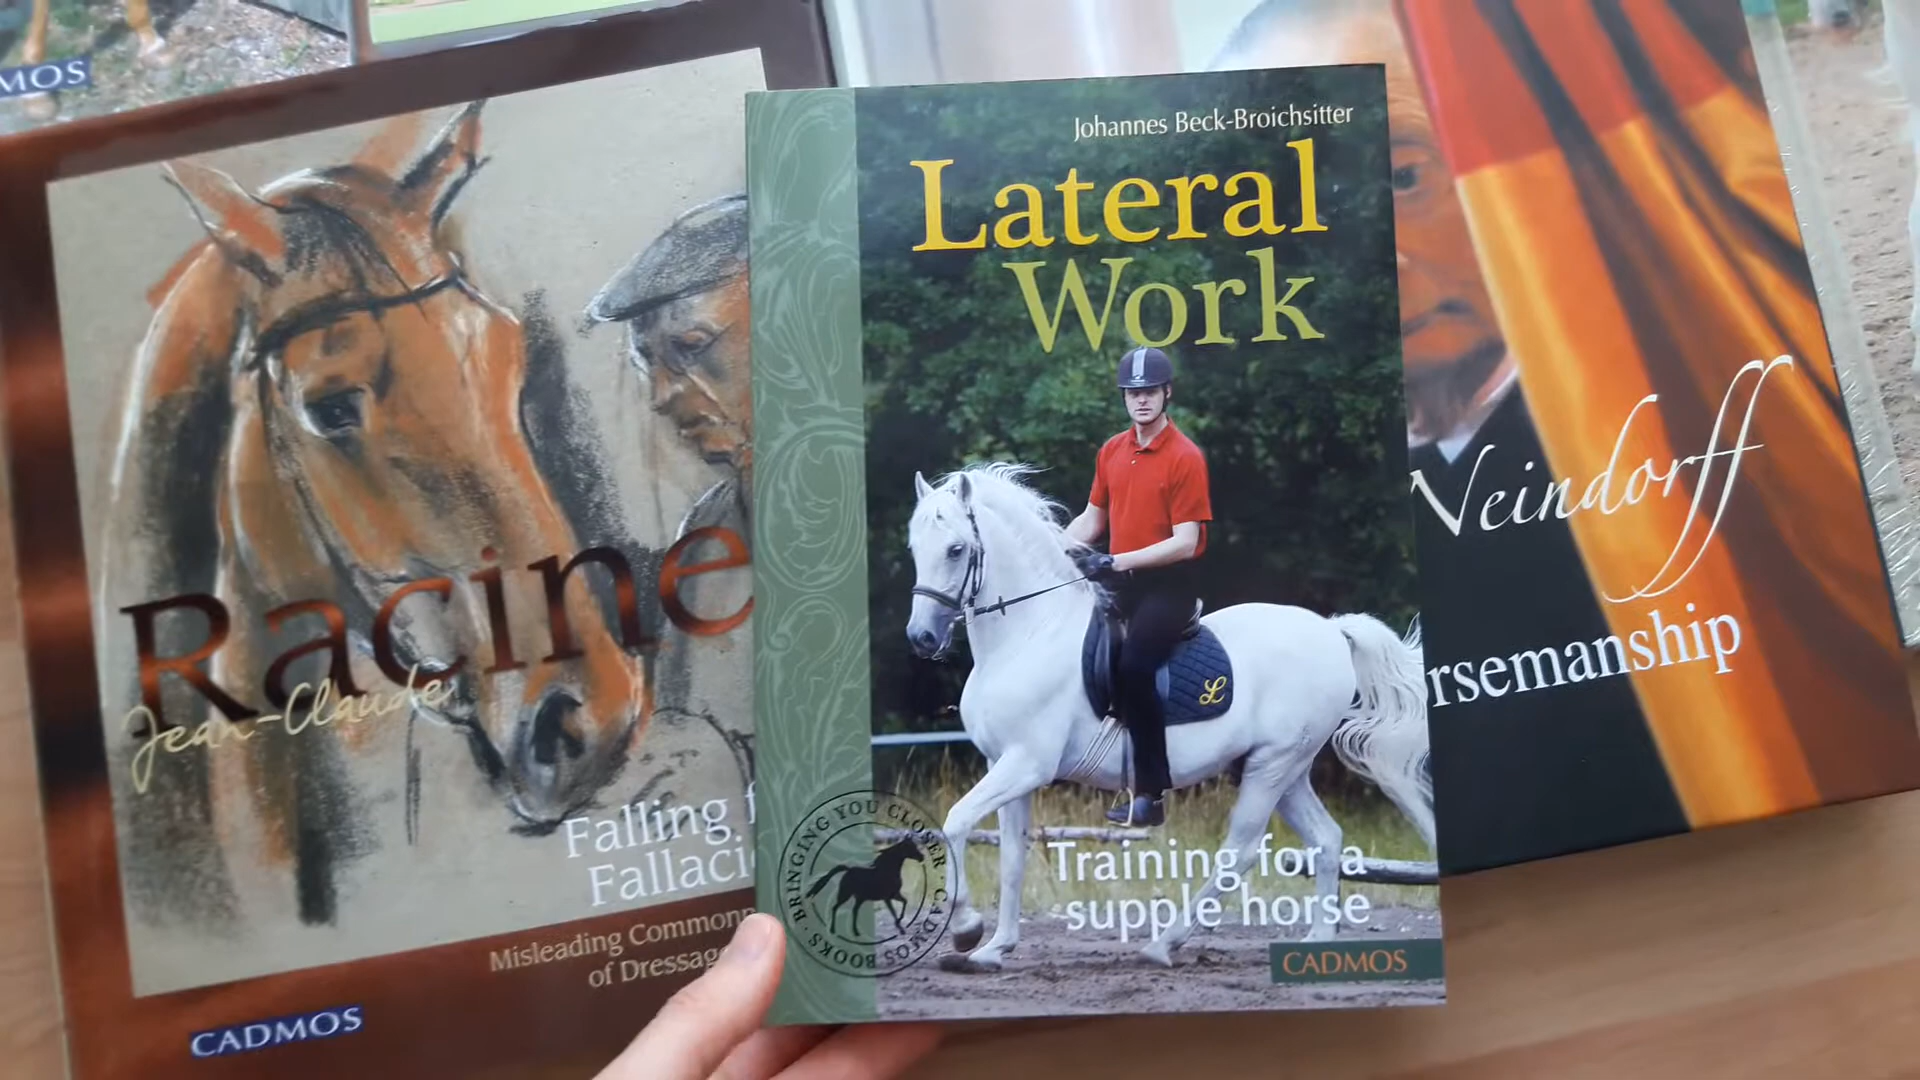 MOS
Racine
Jean-Claude
Falling f
Fallaci
Misleading Common
of Dressag
CADMOS
Johannes Beck-Broichsitter
Lateral
Work
L
Training for a
supple horse
CADMOS
BRINGING YOU CLOSER · CADMOS BOOKS ·
Neindorff
rsemanship